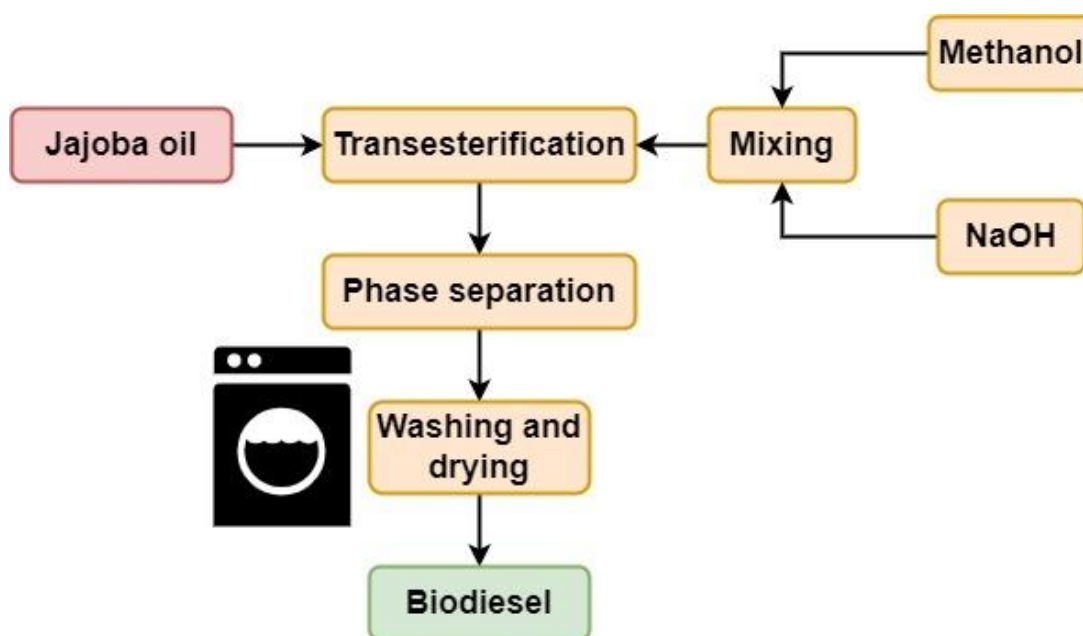 Methanol
Jajoba oil
Transesterification
Mixing
NaOH
Phase separation
Washing and
drying
Biodiesel